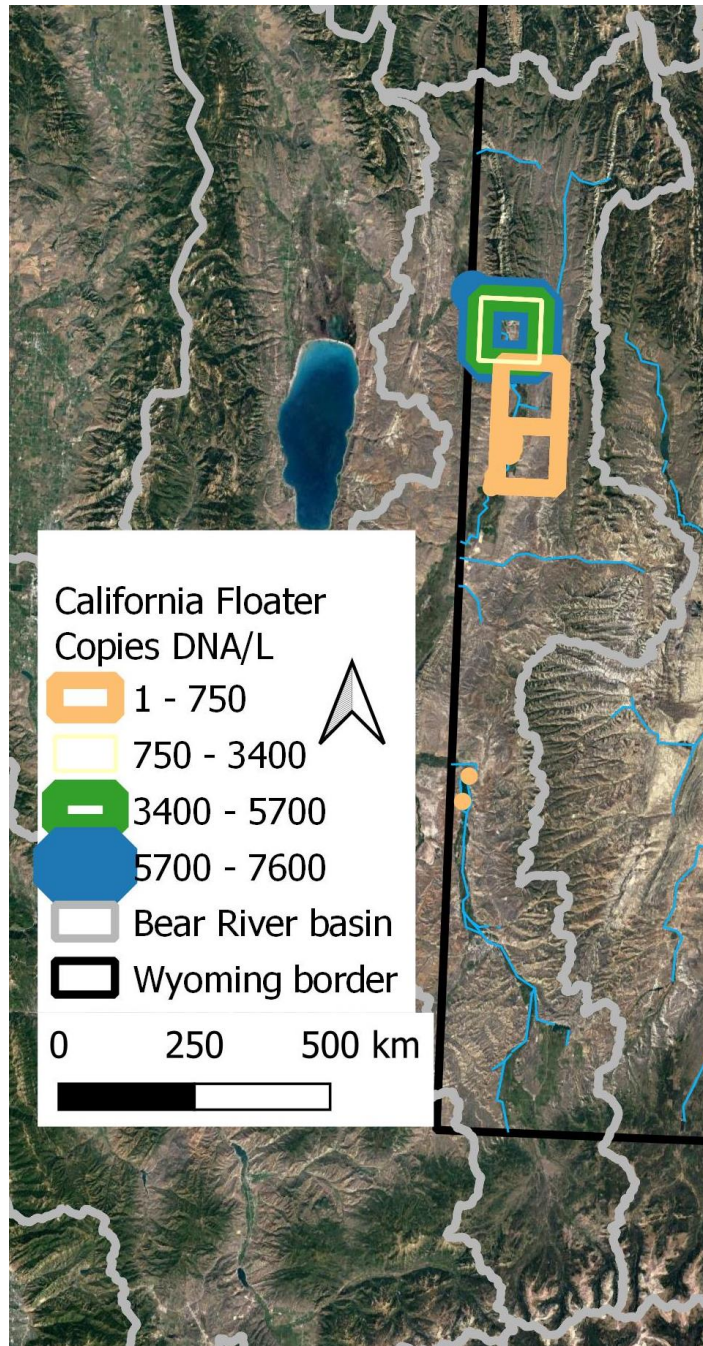 California Floater
Copies DNA/L
1 - 750
750 - 3400
3400 - 5700
5700 - 7600
Bear River basin
Wyoming border
0 250 500 km